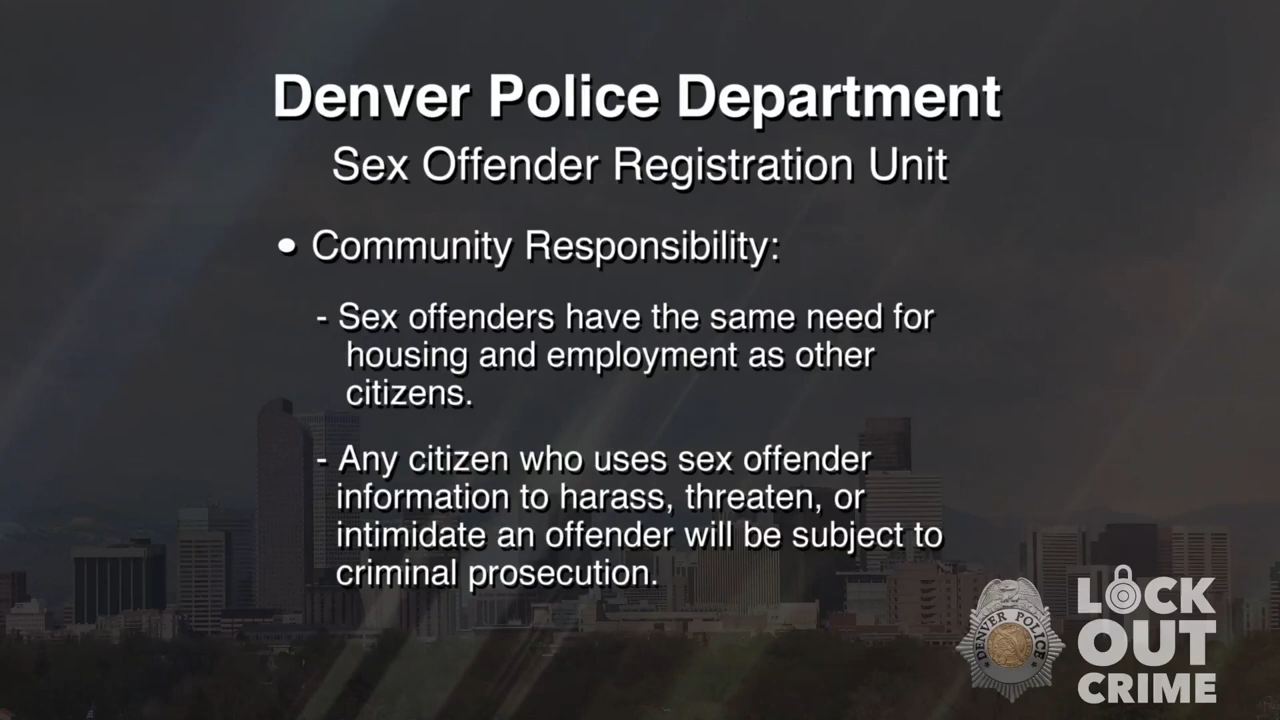 Denver Police Department
Sex Offender Registration Unit
• Community Responsibility:
- Sex offenders have the same need for
housing and employment as other
citizens.
- Any citizen who uses sex offender
information to harass, threaten, or
intimidate an offender will be subject to
criminal prosecution.
DENVER POLICE
LOCK
OUT
CRIME